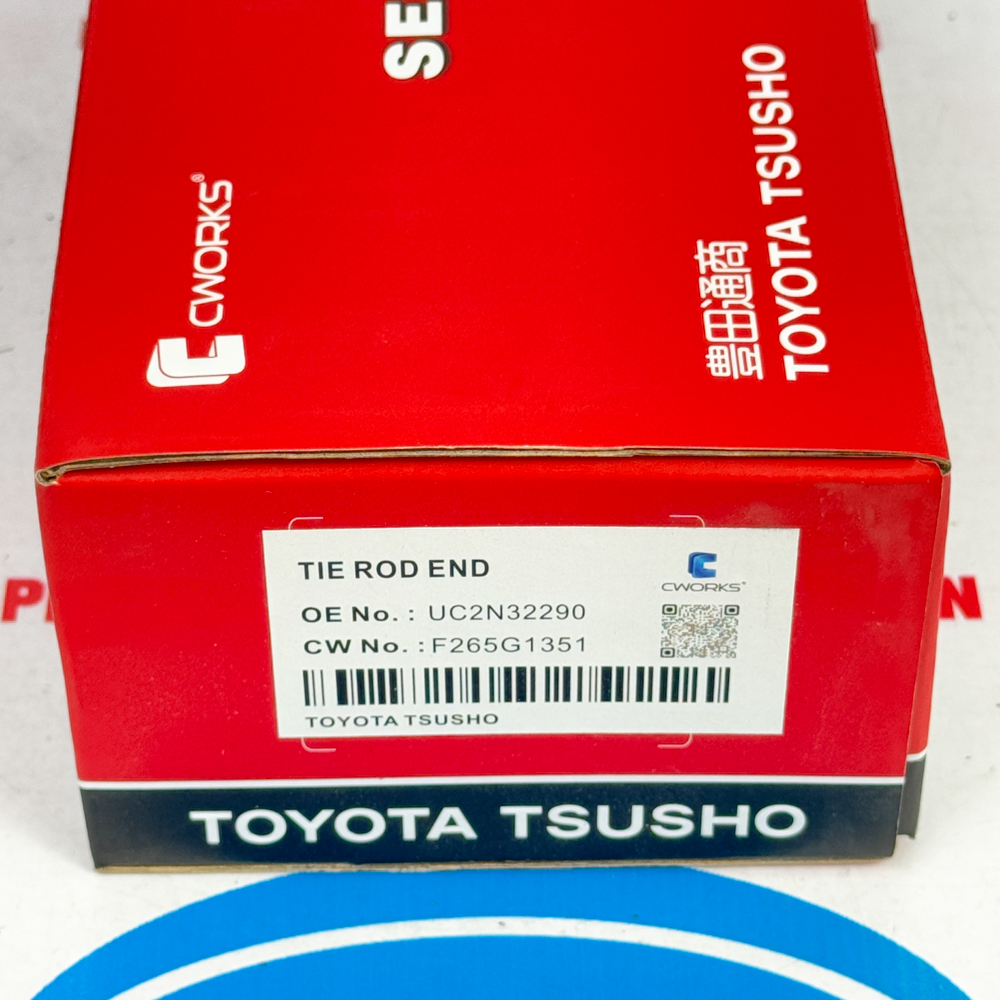 SE
CWORKS®
豊田通商
TOYOTA TSUSHO
TIE ROD END
CWORKS®
OE No. : UC2N32290
CW No. : F265G1351
TOYOTA TSUSHO
TOYOTA TSUSHO